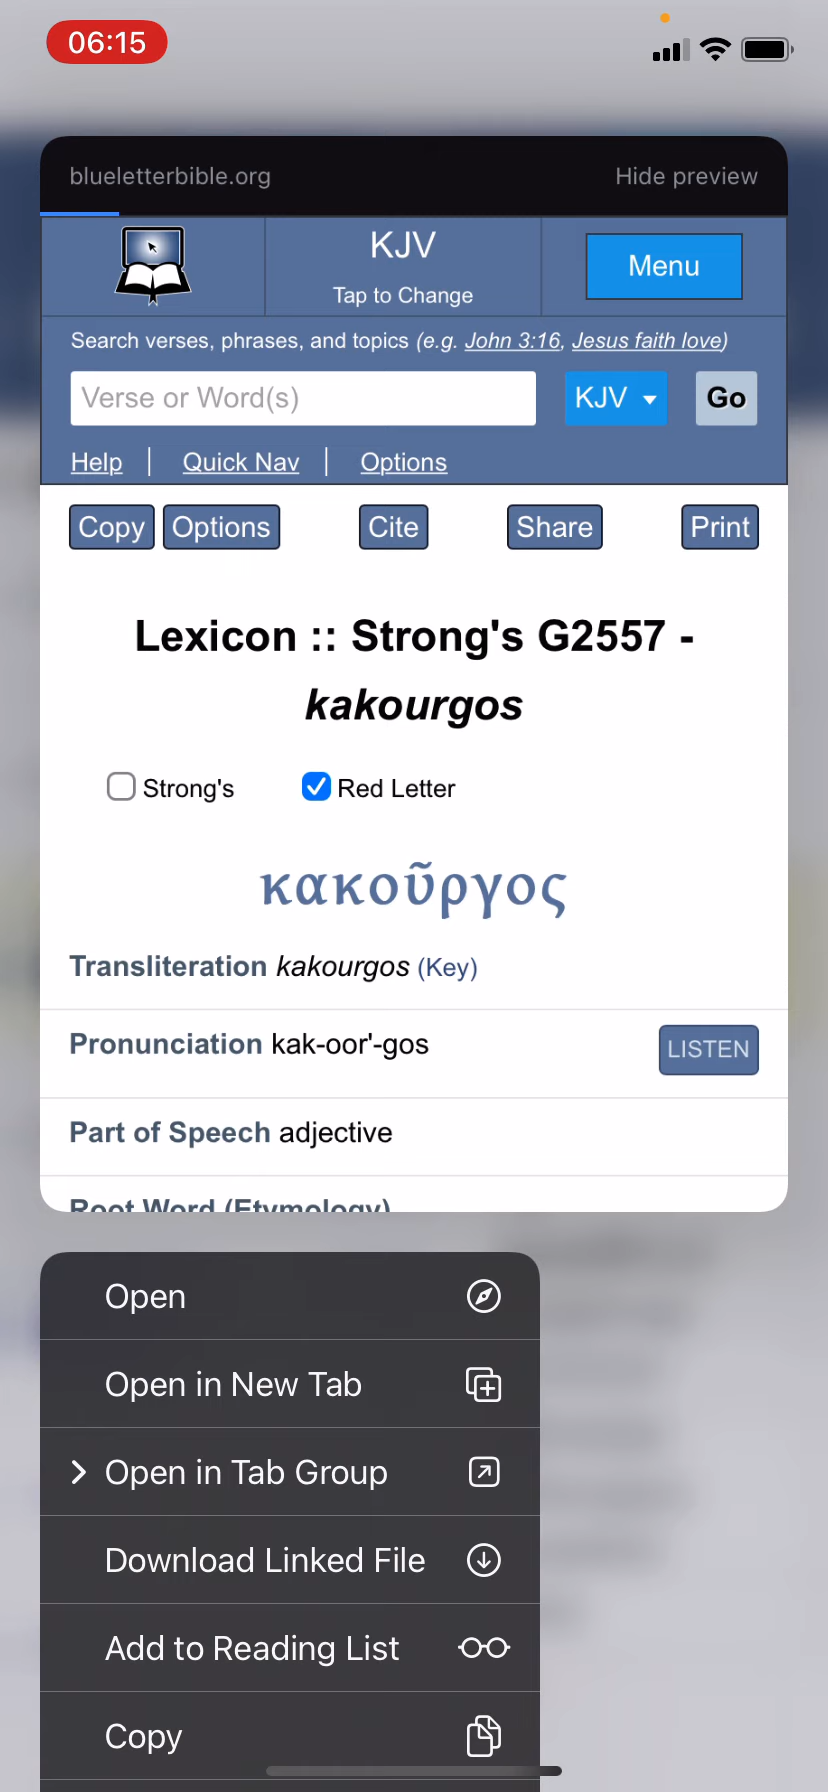 06:15
blueletterbible.org Hide preview
KJV
Tap to Change
Menu
Search verses, phrases, and topics (e.g. John 3:16, Jesus faith love)
Verse or Word(s) KJV Go
Help | Quick Nav | Options
Copy Options Cite Share Print
Lexicon :: Strong's G2557 -
kakourgos
Strong's Red Letter
κακοῦργος
Transliteration kakourgos (Key)
Pronunciation kak-oor'-gos LISTEN
Part of Speech adjective
Root Word (Etymology)
Open
Open in New Tab
Open in Tab Group
Download Linked File
Add to Reading List
Copy